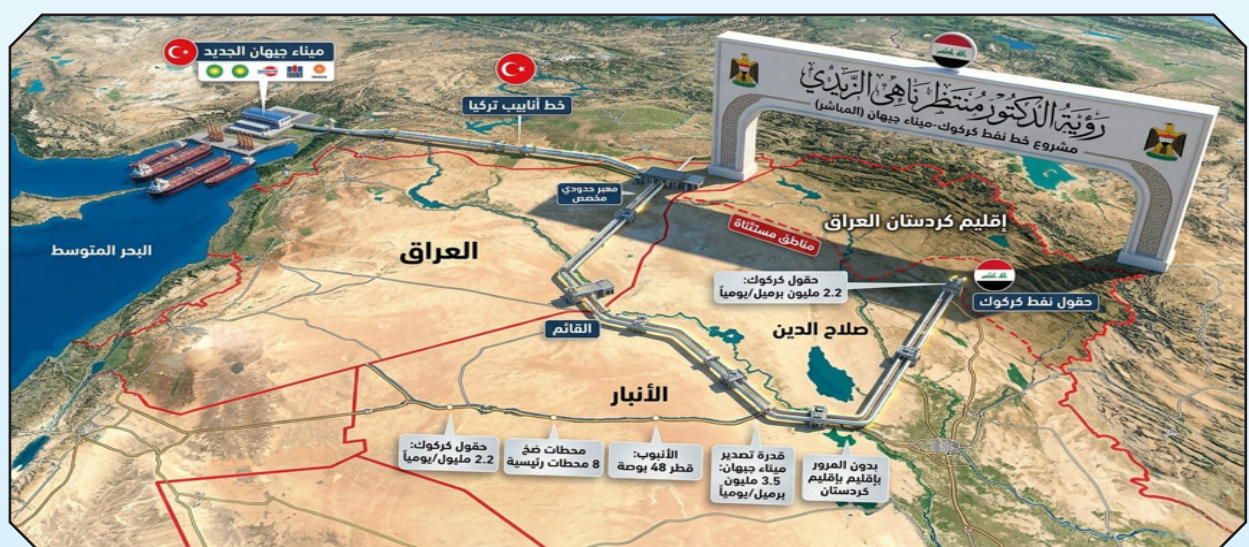 ميناء جيهان الجديد
خط أنابيب تركيا
رؤية الدكتور منتظر ناهي الزيدي
مشروع خط نفط كركوك-ميناء جيهان (المباشر)
معبر حدودي
مخصص
إقليم كردستان العراق
مناطق مستثناة
البحر المتوسط
العراق
حقول كركوك:
2.2 مليون برميل/يومياً
حقول نفط كركوك
القائم
صلاح الدين
الأنبار
بدون المرور
بإقليم بإقليم
كردستان
قدرة تصدير
ميناء جيهان:
3.5 مليون
برميل/يومياً
الأنبوب:
قطر 48 بوصة
محطات ضخ
8 محطات رئيسية
حقول كركوك:
2.2 مليول/يومياً